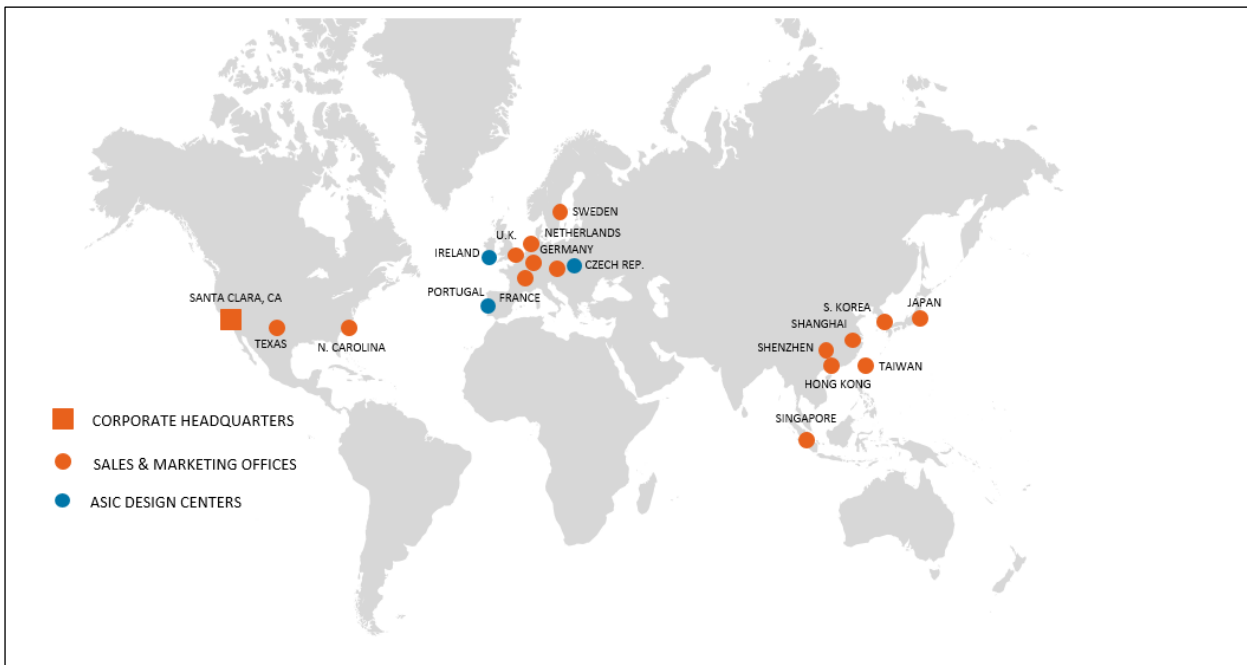 SWEDEN
U.K.
NETHERLANDS
IRELAND
GERMANY
CZECH REP.
PORTUGAL
FRANCE
SANTA CLARA, CA
TEXAS
N. CAROLINA
S. KOREA
JAPAN
SHANGHAI
SHENZHEN
TAIWAN
HONG KONG
SINGAPORE
CORPORATE HEADQUARTERS
SALES & MARKETING OFFICES
ASIC DESIGN CENTERS